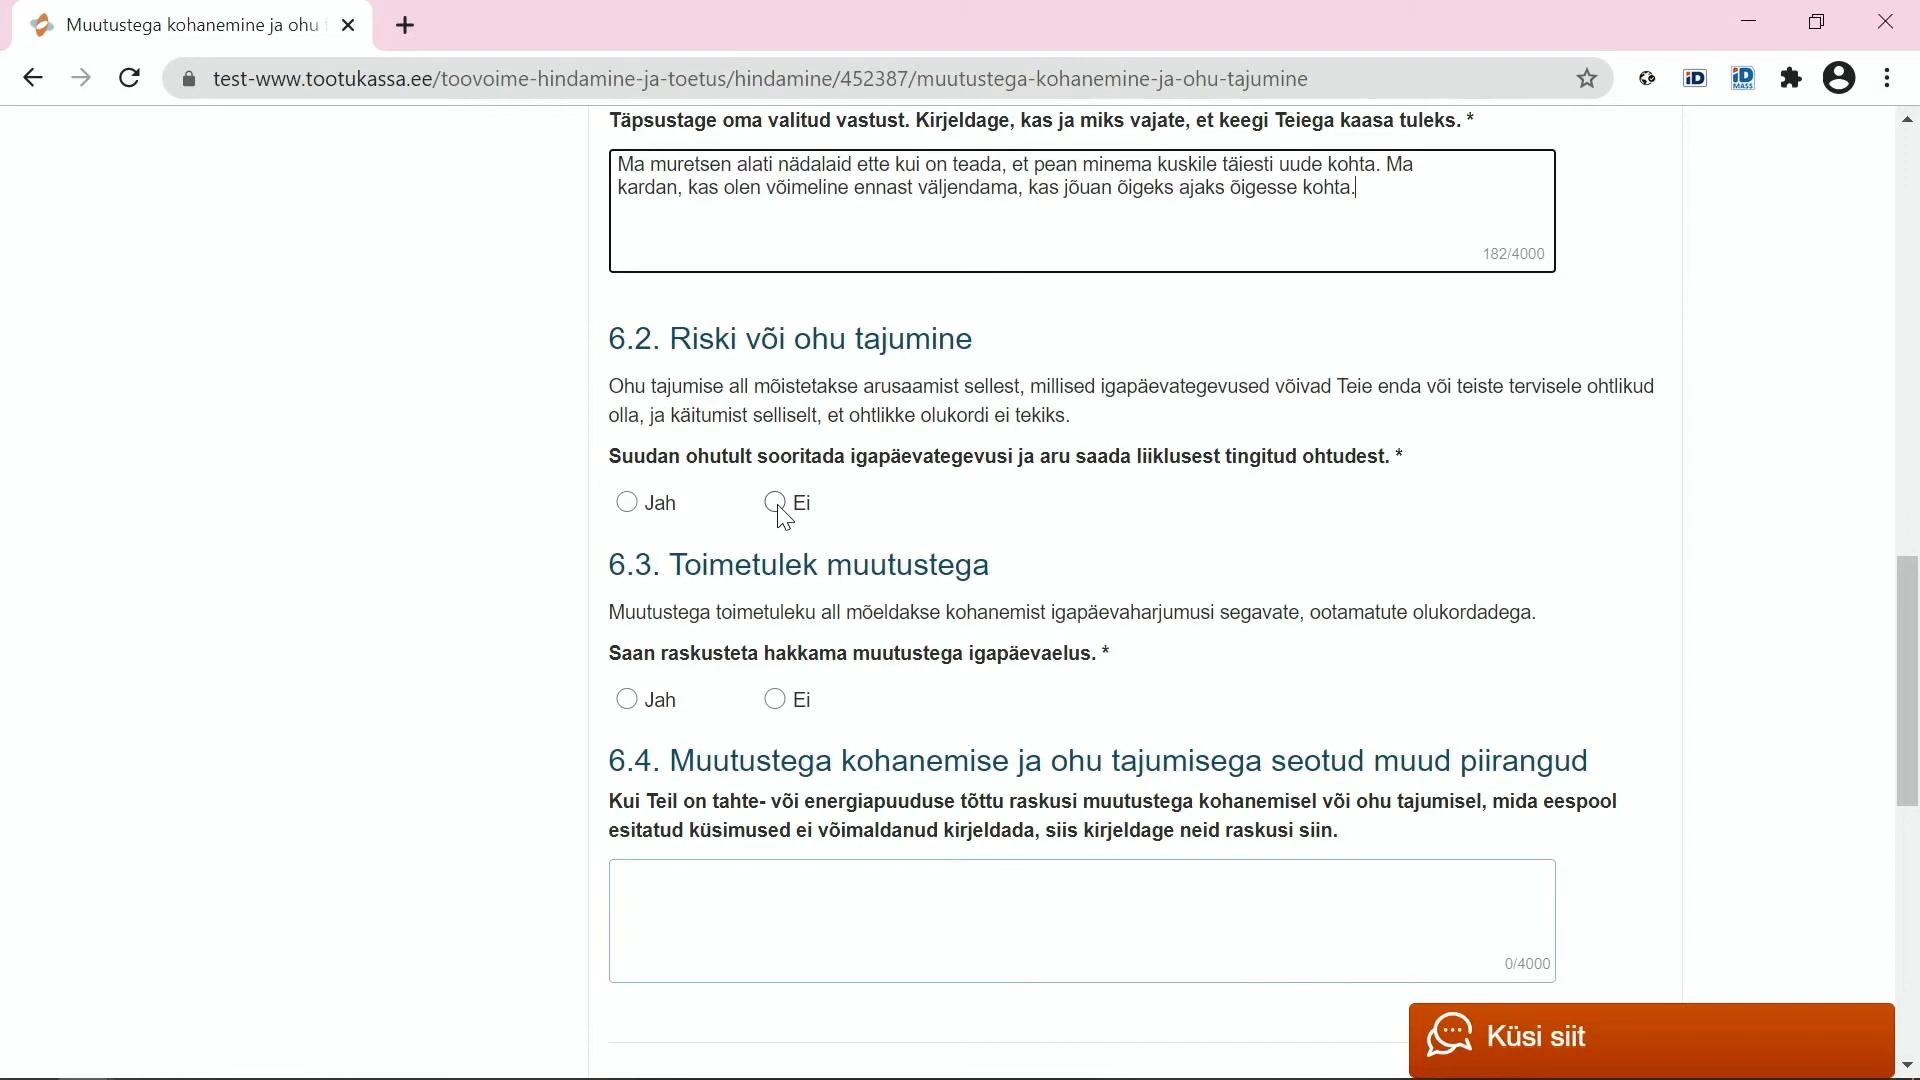 Muutustega kohanemine ja ohu
test-www.tootukassa.ee/toovoime-hindamine-ja-toetus/hindamine/452387/muutustega-kohanemine-ja-ohu-tajumine
iD
iD
MASS
Täpsustage oma valitud vastust. Kirjeldage, kas ja miks vajate, et keegi Teiega kaasa tuleks. *
Ma muretsen alati nädalaid ette kui on teada, et pean minema kuskile täiesti uude kohta. Ma
kardan, kas olen võimeline ennast väljendama, kas jõuan õigeks ajaks õigesse kohta.
182/4000
6.2. Riski või ohu tajumine
Ohu tajumise all mõistetakse arusaamist sellest, millised igapäevategevused võivad Teie enda või teiste tervisele ohtlikud
olla, ja käitumist selliselt, et ohtlikke olukordi ei tekiks.
Suudan ohutult sooritada igapäevategevusi ja aru saada liiklusest tingitud ohtudest. *
Jah Ei
6.3. Toimetulek muutustega
Muutustega toimetuleku all mõeldakse kohanemist igapäevaharjumusi segavate, ootamatute olukordadega.
Saan raskusteta hakkama muutustega igapäevaelus. *
Jah Ei
6.4. Muutustega kohanemise ja ohu tajumisega seotud muud piirangud
Kui Teil on tahte- või energiapuuduse tõttu raskusi muutustega kohanemisel või ohu tajumisel, mida eespool
esitatud küsimused ei võimaldanud kirjeldada, siis kirjeldage neid raskusi siin.
0/4000
Küsi siit